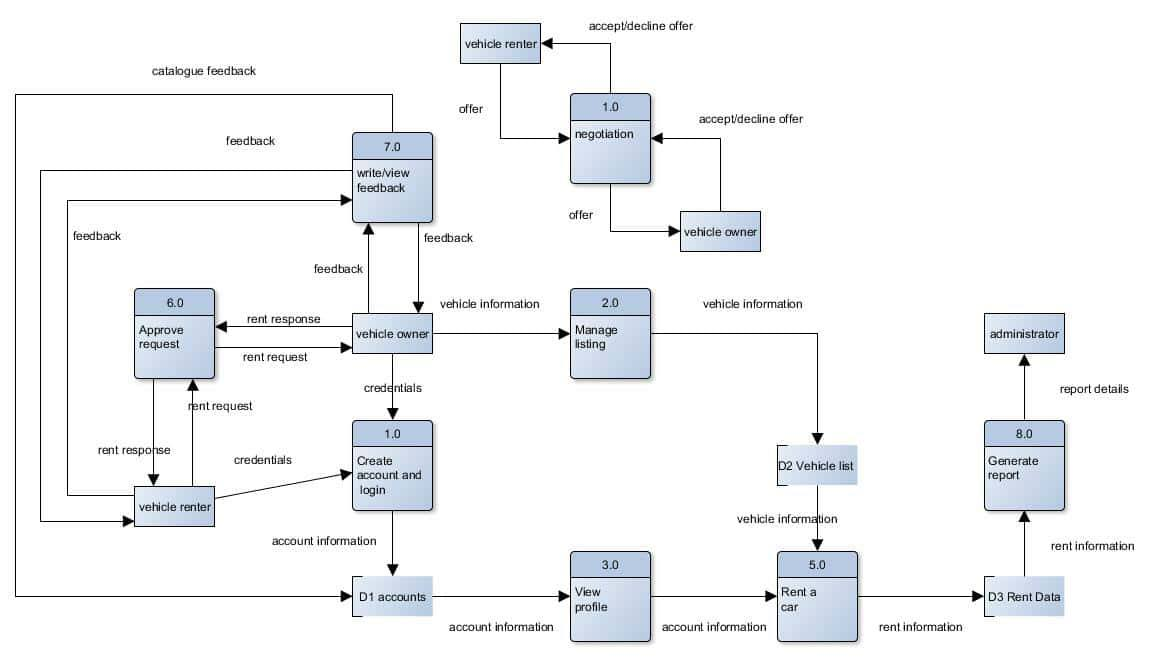 accept/decline offer
vehicle renter
catalogue feedback
offer
1.0
negotiation
accept/decline offer
feedback
7.0
write/view
feedback
offer
vehicle owner
feedback
feedback
feedback
6.0
Approve
request
rent response
rent request
vehicle owner
vehicle information
2.0
Manage
listing
vehicle information
administrator
report details
credentials
rent request
rent response
credentials
1.0
Create
account and
login
8.0
Generate
report
D2 Vehicle list
vehicle renter
vehicle information
account information
rent information
3.0
View
profile
5.0
Rent a
car
D1 accounts
D3 Rent Data
account information
account information
rent information